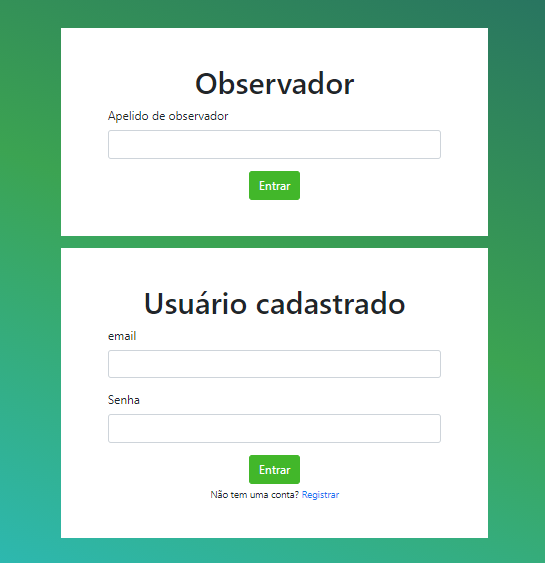 Observador
Apelido de observador
Entrar
Usuário cadastrado
email
Senha
Entrar
Não tem uma conta? Registrar